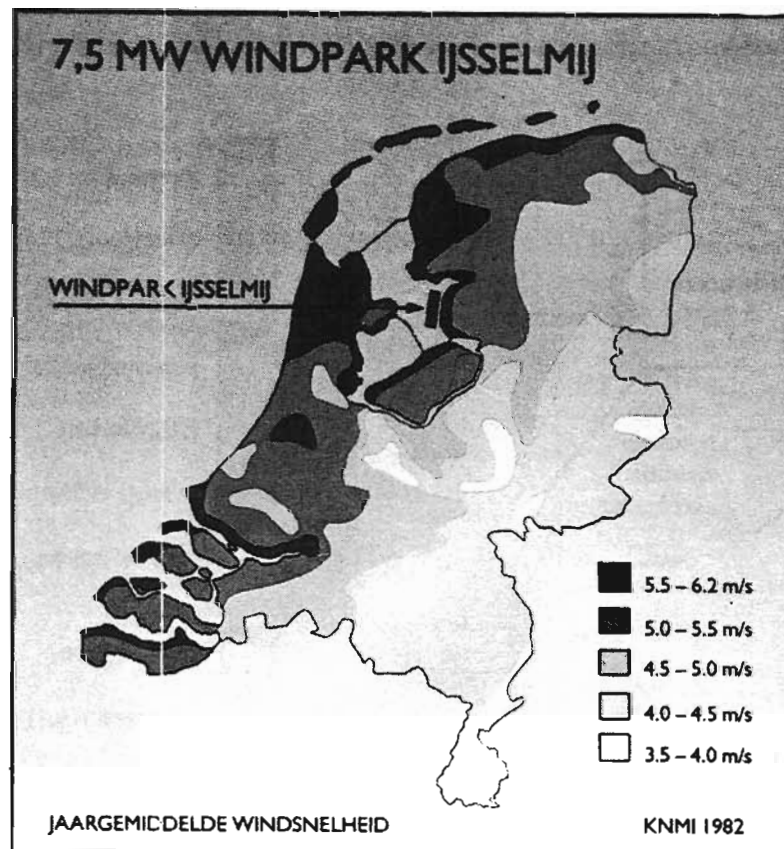 7,5 MW WINDPARK IJSSELMIJ
WINDPARK IJSSELMIJ
5.5 – 6.2 m/s
5.0 – 5.5 m/s
4.5 – 5.0 m/s
4.0 – 4.5 m/s
3.5 – 4.0 m/s
JAARGEMIDDELDE WINDSNELHEID
KNMI 1982